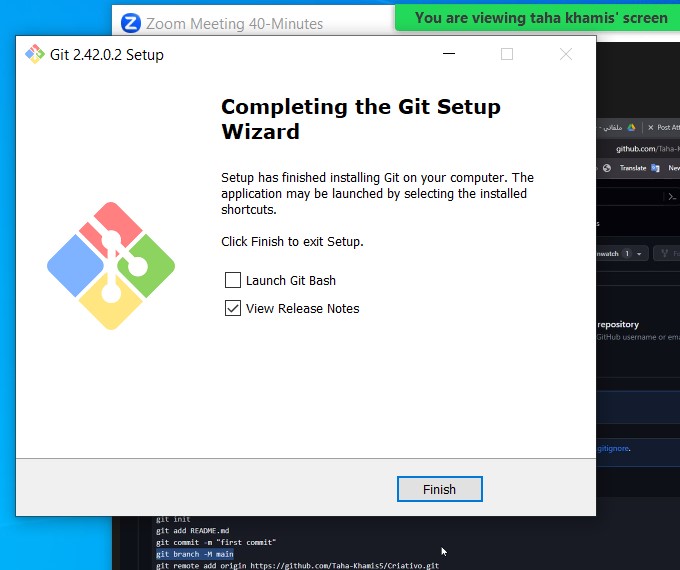 Zoom Meeting 40-Minutes
You are viewing taha khamis' screen
Git 2.42.0.2 Setup
Completing the Git Setup
Wizard
Setup has finished installing Git on your computer. The
application may be launched by selecting the installed
shortcuts.
Click Finish to exit Setup.
Launch Git Bash
View Release Notes
Finish
ملفاتي -
Post Att
github.com/Taha-K
Translate
New
nwatch 1
repository
GitHub username or ema
gitignore.
git init
git add README.md
git commit -m "first commit"
git branch -M main
git remote add origin https://github.com/Taha-Khamis5/Criativo.git